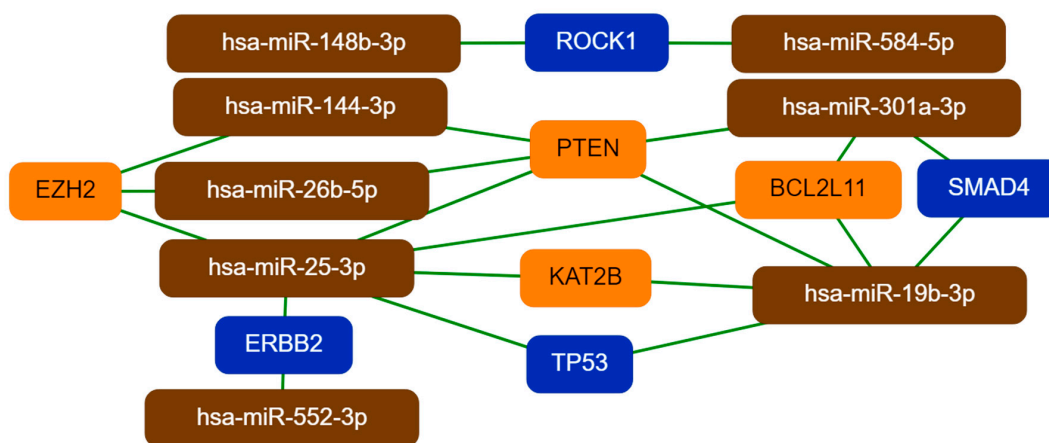 hsa-miR-148b-3p
ROCK1
hsa-miR-584-5p
hsa-miR-144-3p
hsa-miR-301a-3p
PTEN
EZH2
hsa-miR-26b-5p
BCL2L11
SMAD4
hsa-miR-25-3p
KAT2B
hsa-miR-19b-3p
ERBB2
TP53
hsa-miR-552-3p